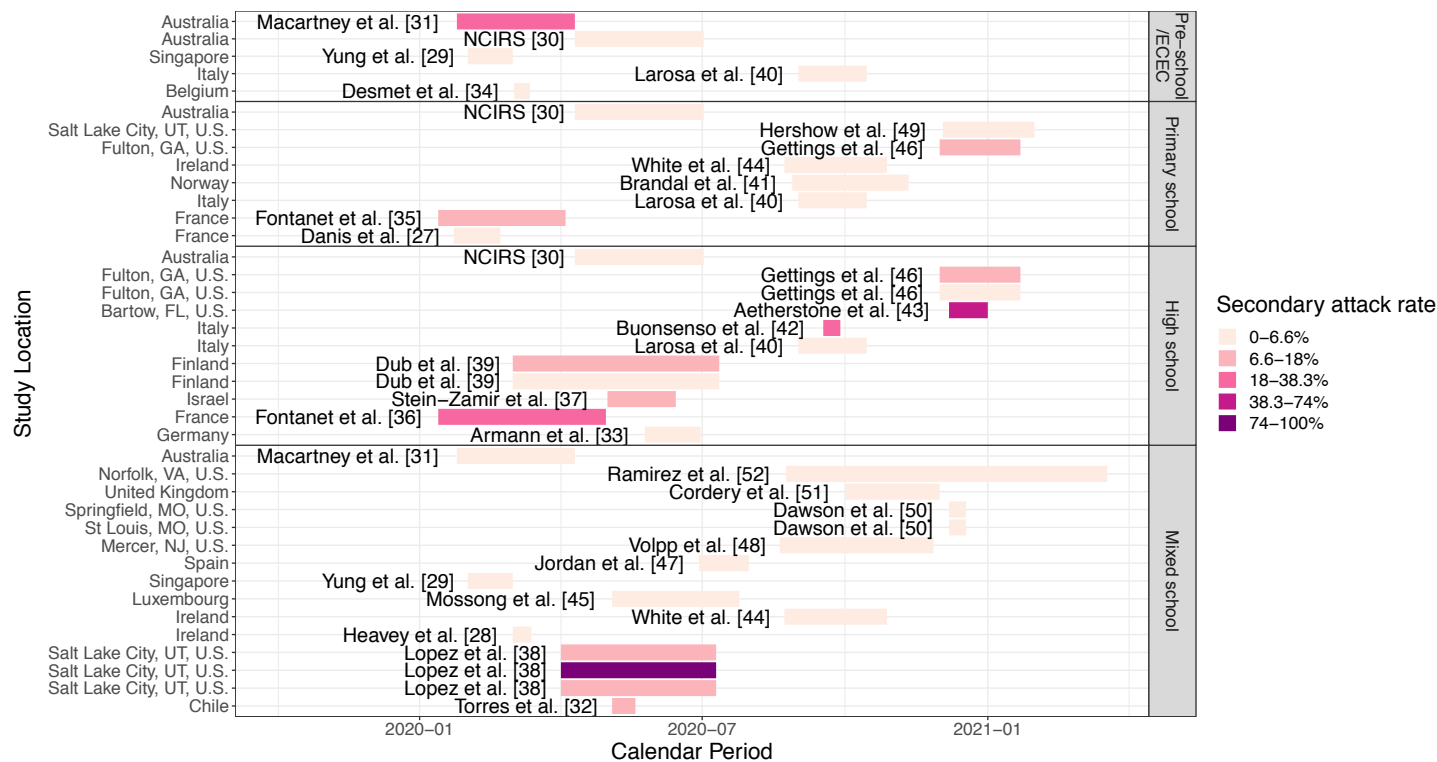 Australia Macartney et al. [31]
Australia NCIRS [30]
Singapore Yung et al. [29]
Italy Larosa et al. [40]
Belgium Desmet et al. [34]
Pre−school
/ECEC
Australia NCIRS [30]
Salt Lake City, UT, U.S. Hershow et al. [49]
Fulton, GA, U.S. Gettings et al. [46]
Ireland White et al. [44]
Norway Brandal et al. [41]
Italy Larosa et al. [40]
France Fontanet et al. [35]
France Danis et al. [27]
Primary school
Australia NCIRS [30]
Fulton, GA, U.S. Gettings et al. [46]
Fulton, GA, U.S. Gettings et al. [46]
Bartow, FL, U.S. Aetherstone et al. [43]
Italy Buonsenso et al. [42]
Italy Larosa et al. [40]
Finland Dub et al. [39]
Finland Dub et al. [39]
Israel Stein−Zamir et al. [37]
France Fontanet et al. [36]
Germany Armann et al. [33]
High school
Australia Macartney et al. [31]
Norfolk, VA, U.S. Ramirez et al. [52]
United Kingdom Cordery et al. [51]
Springfield, MO, U.S. Dawson et al. [50]
St Louis, MO, U.S. Dawson et al. [50]
Mercer, NJ, U.S. Volpp et al. [48]
Spain Jordan et al. [47]
Singapore Yung et al. [29]
Luxembourg Mossong et al. [45]
Ireland White et al. [44]
Ireland Heavey et al. [28]
Salt Lake City, UT, U.S. Lopez et al. [38]
Salt Lake City, UT, U.S. Lopez et al. [38]
Salt Lake City, UT, U.S. Lopez et al. [38]
Chile Torres et al. [32]
Mixed school
Study Location
2020−01 2020−07 2021−01
Calendar Period
Secondary attack rate
0−6.6%
6.6−18%
18−38.3%
38.3−74%
74−100%